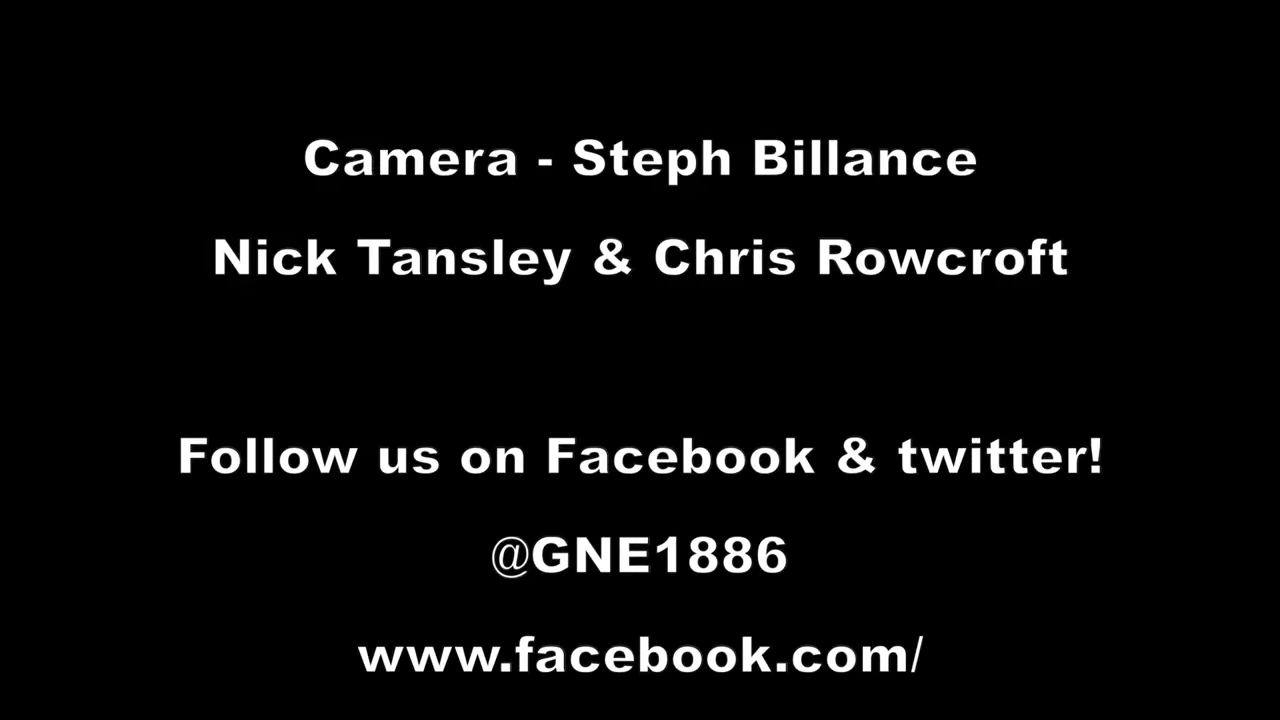 Camera - Steph Billance
Nick Tansley & Chris Rowcroft
Follow us on Facebook & twitter!
@GNE1886
www.facebook.com/